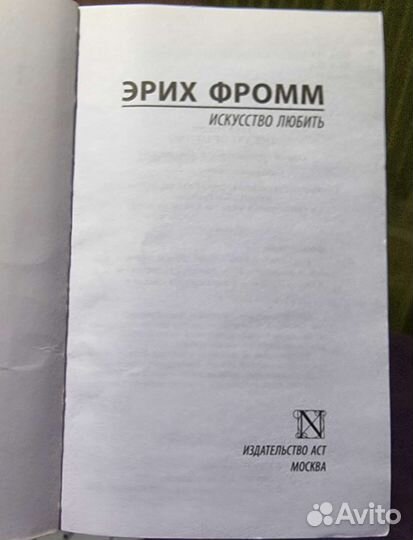 ЭРИХ ФРОММ
ИСКУССТВО ЛЮБИТЬ
N
ИЗДАТЕЛЬСТВО АСТ
МОСКВА
Avito